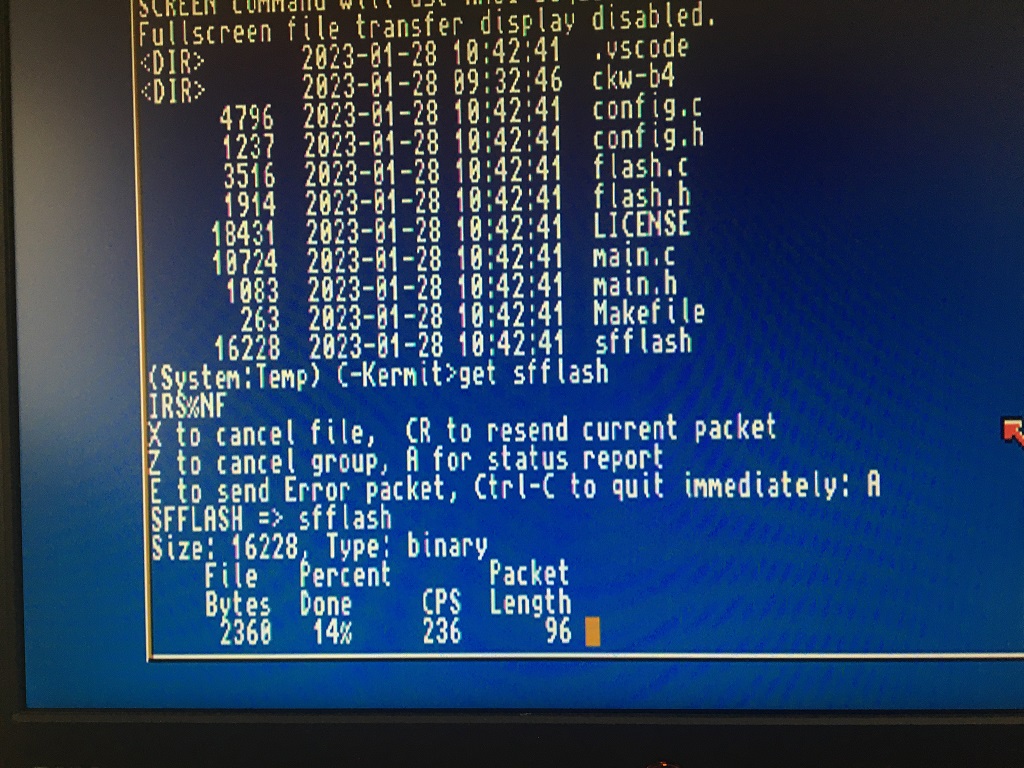 SCREEN Command will use
Fullscreen file transfer display disabled.
<DIR> 2023-01-28 10:42:41 .vscode
<DIR> 2023-01-28 09:32:46 ckw-b4
4796 2023-01-28 10:42:41 config.c
1237 2023-01-28 10:42:41 config.h
3516 2023-01-28 10:42:41 flash.c
1914 2023-01-28 10:42:41 flash.h
18431 2023-01-28 10:42:41 LICENSE
10724 2023-01-28 10:42:41 main.c
1083 2023-01-28 10:42:41 main.h
263 2023-01-28 10:42:41 Makefile
16228 2023-01-28 10:42:41 sfflash
(System:Temp) C-Kermit>get sfflash
IRS%NF
X to cancel file, CR to resend current packet
Z to cancel group, A for status report
E to send Error packet, Ctrl-C to quit immediately: A
SFFLASH => sfflash
Size: 16228, Type: binary
File Percent Packet
Bytes Done CPS Length
2360 14% 236 96